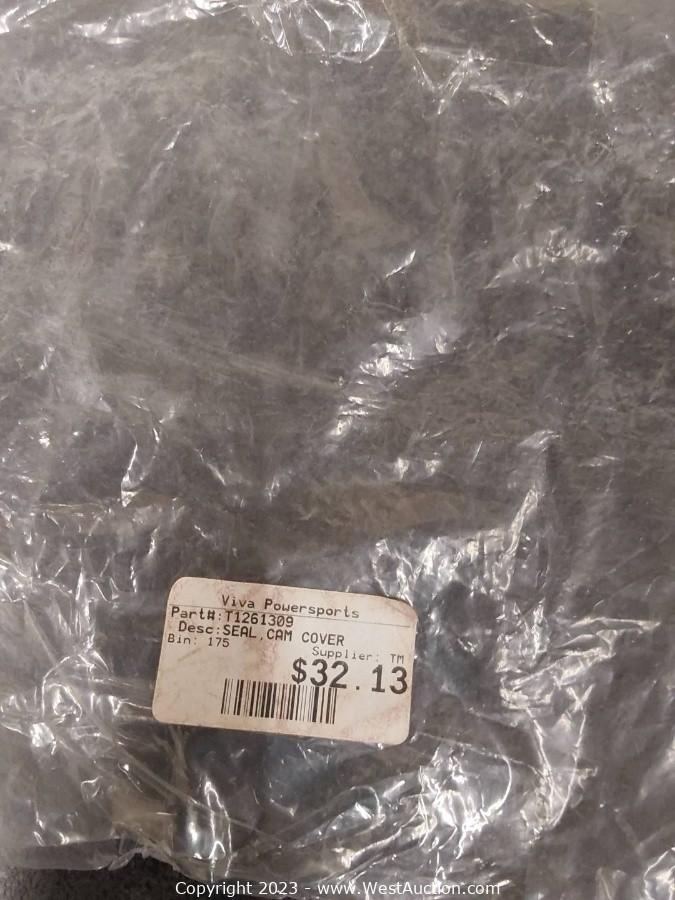 Viva Powersports
Part#:T1261309
Desc:SEAL,CAM COVER
Bin: 175
Supplier: TM
$32.13
Copyright 2023 - www.WestAuction.com